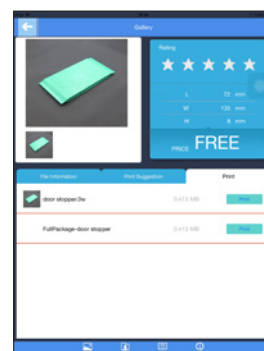 Gallery
Rating
L 72 mm
W 135 mm
H 8 mm
PRICE FREE
File Information
Print Suggestion
Print
door stopper.3w 0.413 MB Print
FullPackage-door stopper 0.413 MB Print